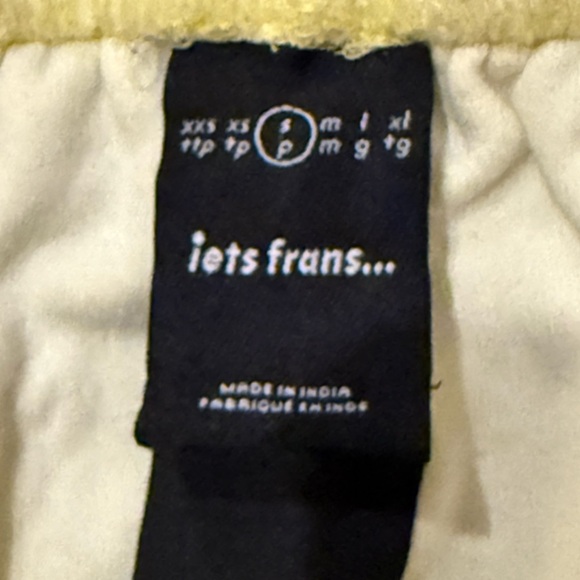 xxs xs s m l xl
ttp tp p m g tg
iets frans...
MADE IN INDIA
FABRIQUÉ EN INDE